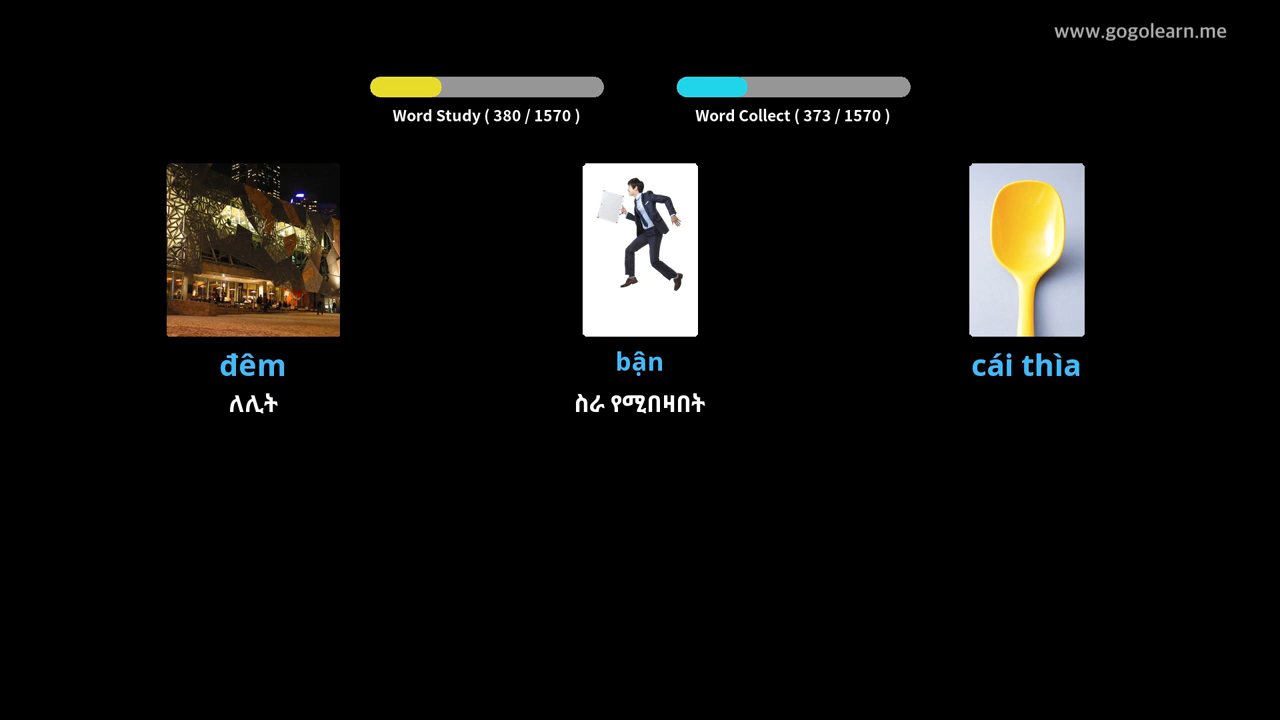 www.gogolearn.me
Word Study ( 380 / 1570 )
Word Collect ( 373 / 1570 )
đêm
bận
cái thìa
ለሊት
ስራ የሚበዛበት